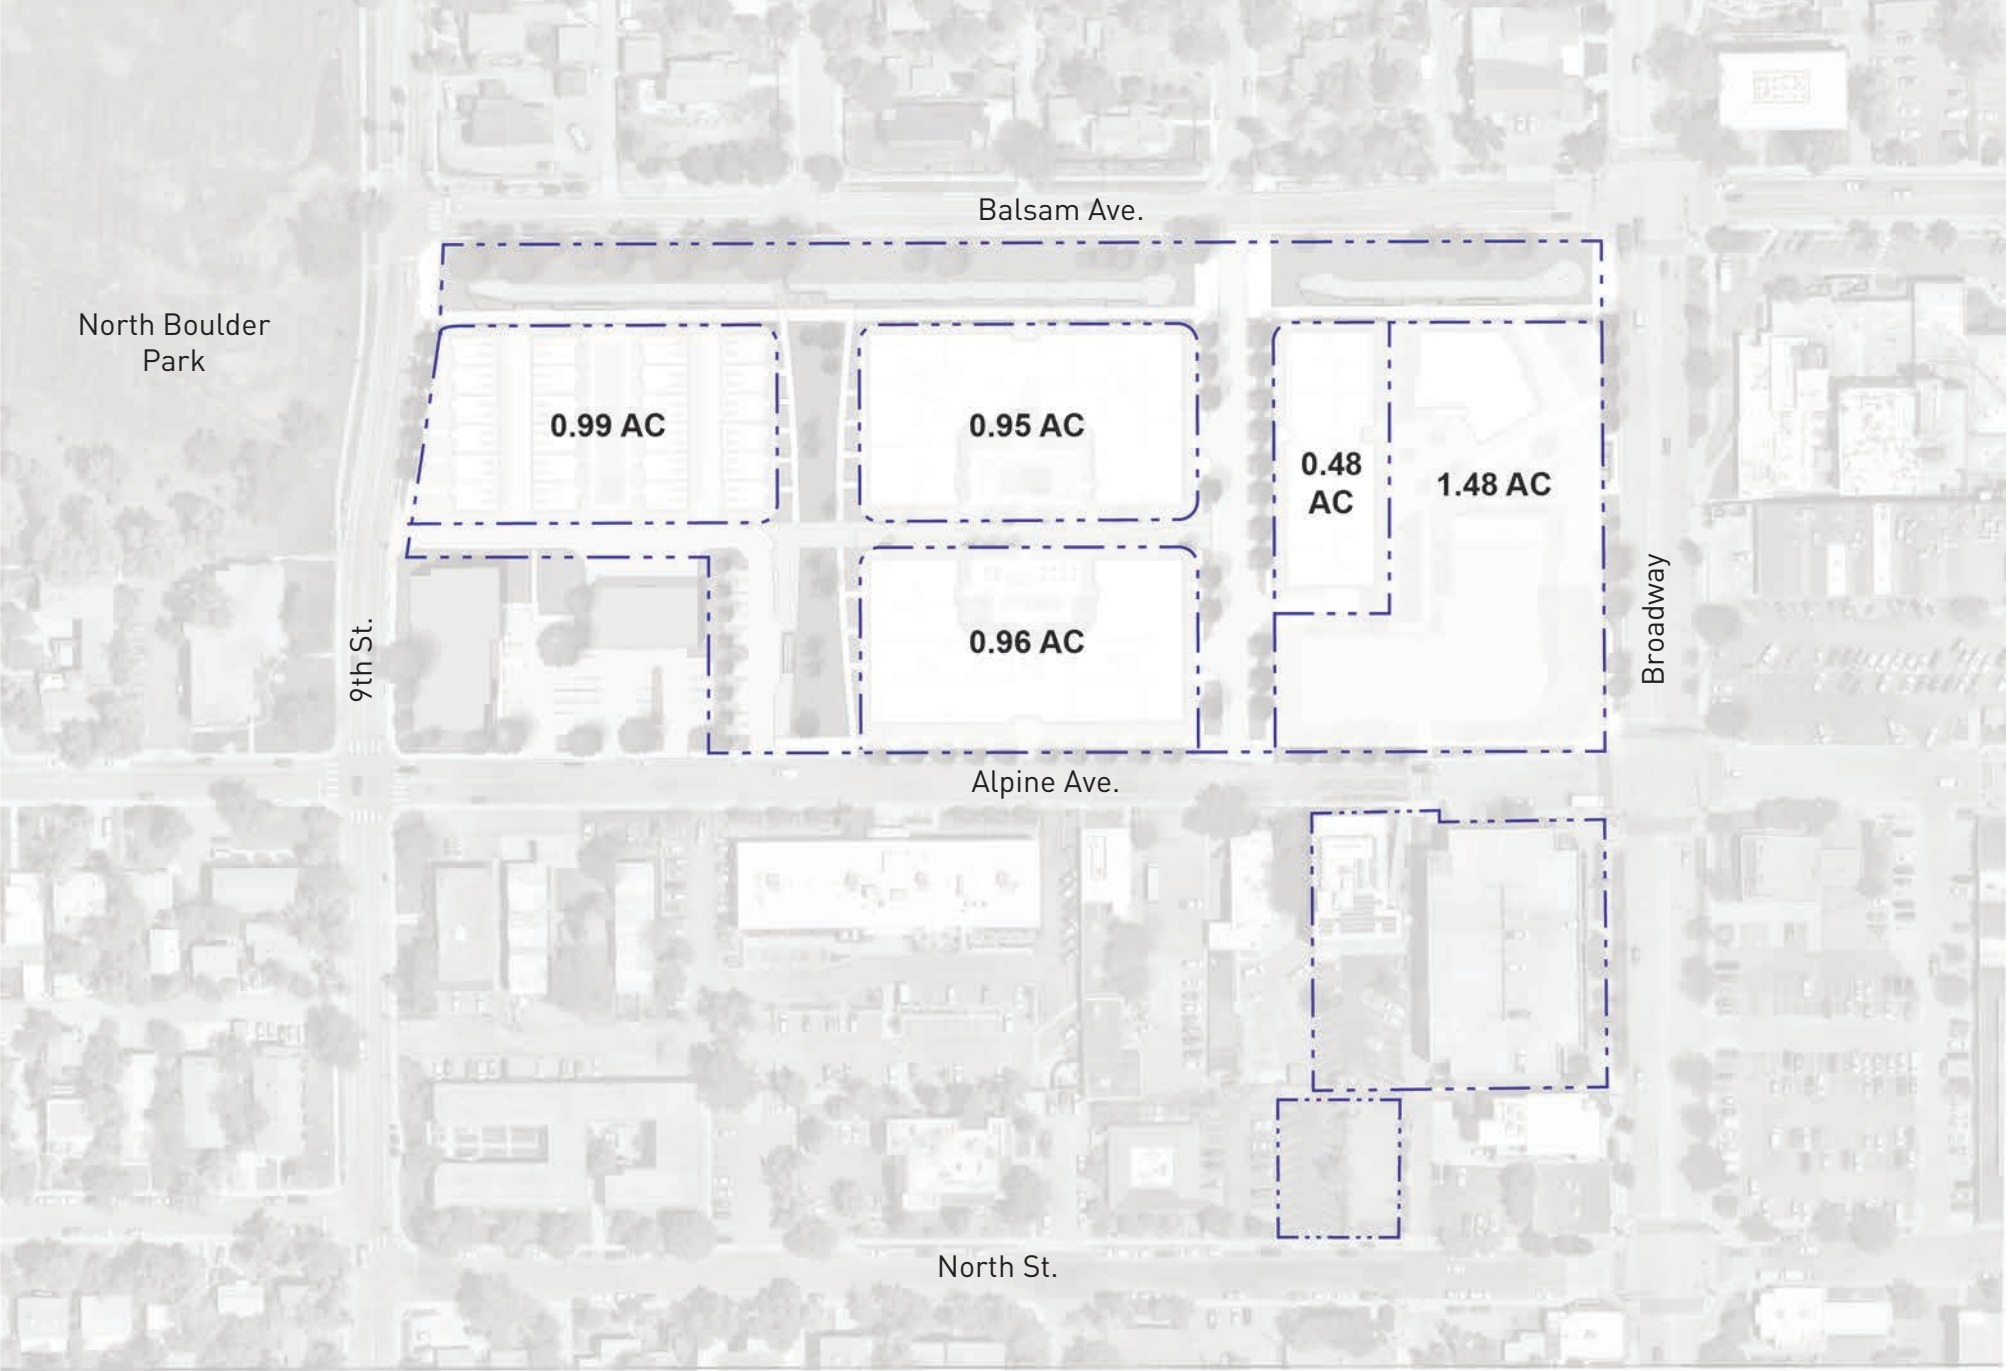 Balsam Ave.
North Boulder
Park
0.99 AC
0.95 AC
0.48
AC
1.48 AC
0.96 AC
9th St.
Broadway
Alpine Ave.
North St.